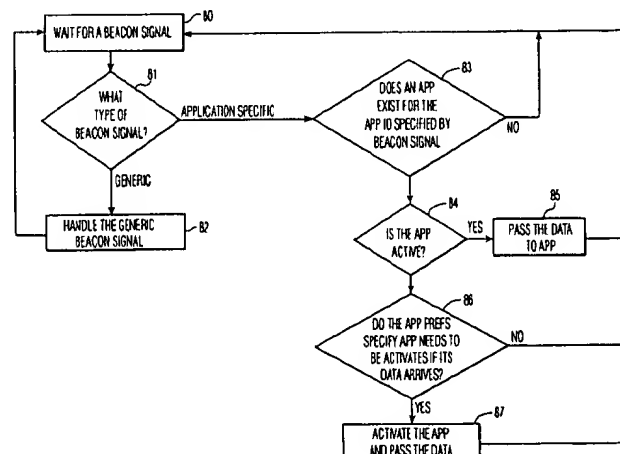 80
WAIT FOR A BEACON SIGNAL
81
WHAT
TYPE OF
BEACON SIGNAL?
APPLICATION SPECIFIC
GENERIC
HANDLE THE GENERIC
BEACON SIGNAL
82
83
DOES AN APP
EXIST FOR THE
APP ID SPECIFIED BY
BEACON SIGNAL
NO
84
IS THE APP
ACTIVE?
YES
85
PASS THE DATA
TO APP
86
DO THE APP PREFS
SPECIFY APP NEEDS TO
BE ACTIVATES IF ITS
DATA ARRIVES?
NO
YES
87
ACTIVATE THE APP
AND PASS THE DATA